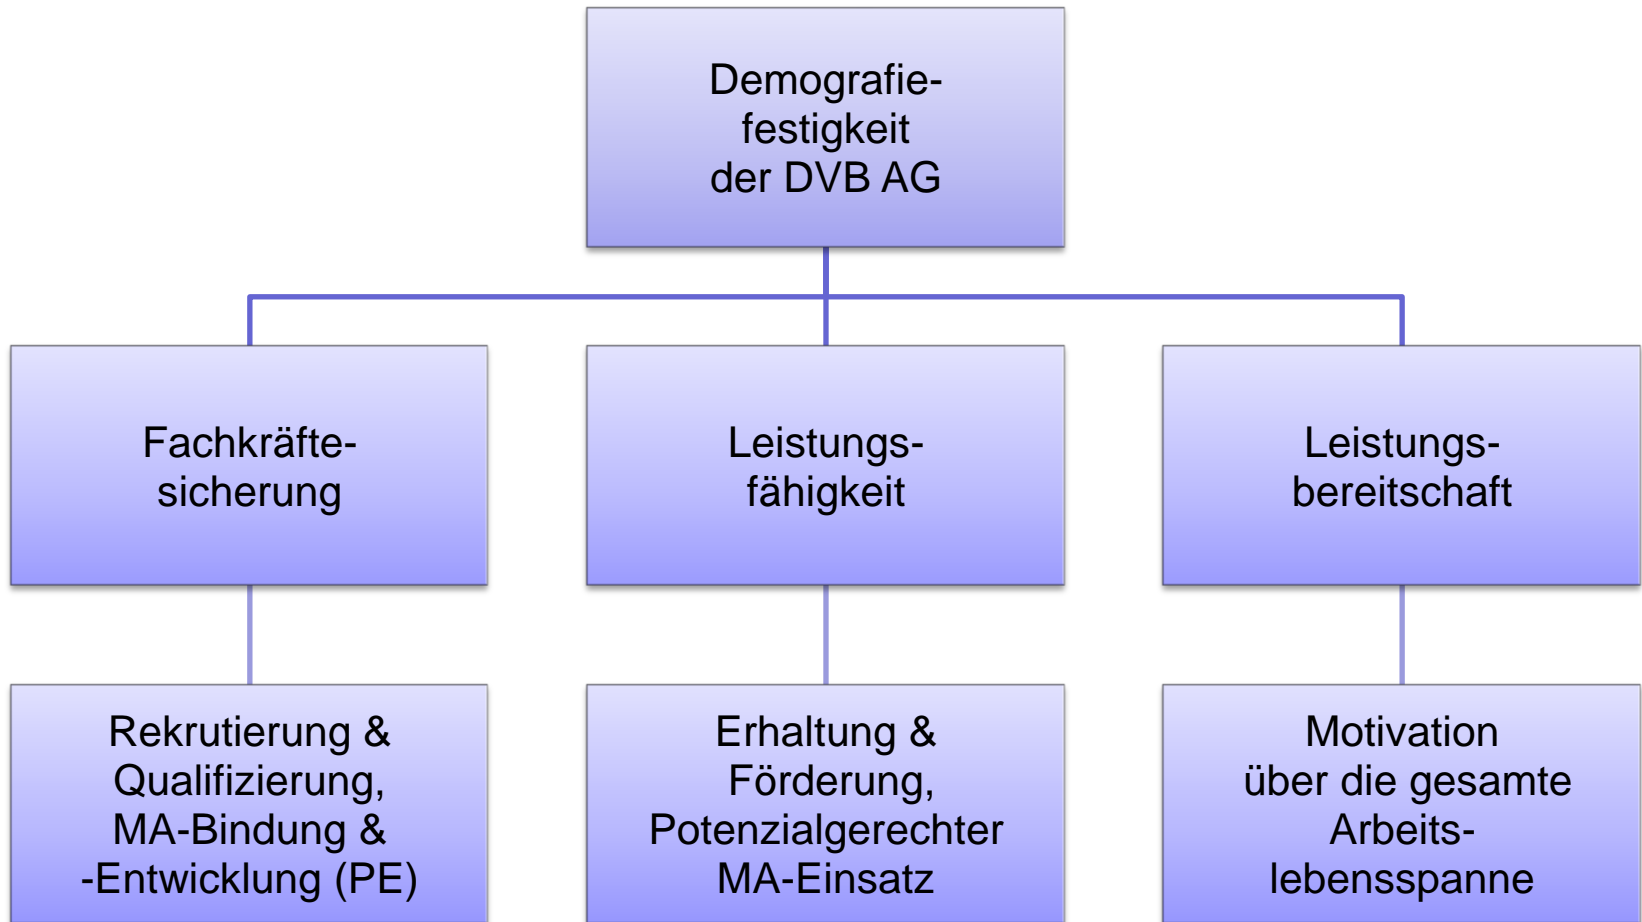 Demografie-
festigkeit
der DVB AG
Fachkräfte-
sicherung
Leistungs-
fähigkeit
Leistungs-
bereitschaft
Rekrutierung &
Qualifizierung,
MA-Bindung &
-Entwicklung (PE)
Erhaltung &
Förderung,
Potenzialgerechter
MA-Einsatz
Motivation
über die gesamte
Arbeits-
lebensspanne